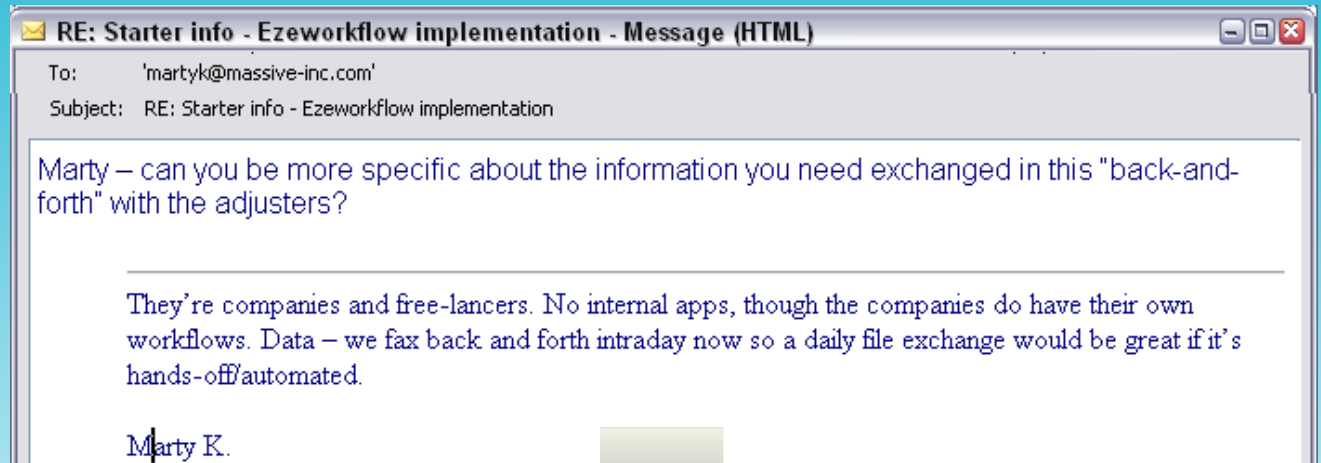 RE: Starter info - Ezeworkflow implementation - Message (HTML)
To: 'martyk@massive-inc.com'
Subject: RE: Starter info - Ezeworkflow implementation
Marty – can you be more specific about the information you need exchanged in this "back-and-
forth" with the adjusters?
They're companies and free-lancers. No internal apps, though the companies do have their own
workflows. Data – we fax back and forth intraday now so a daily file exchange would be great if it's
hands-off/automated.
Marty K.